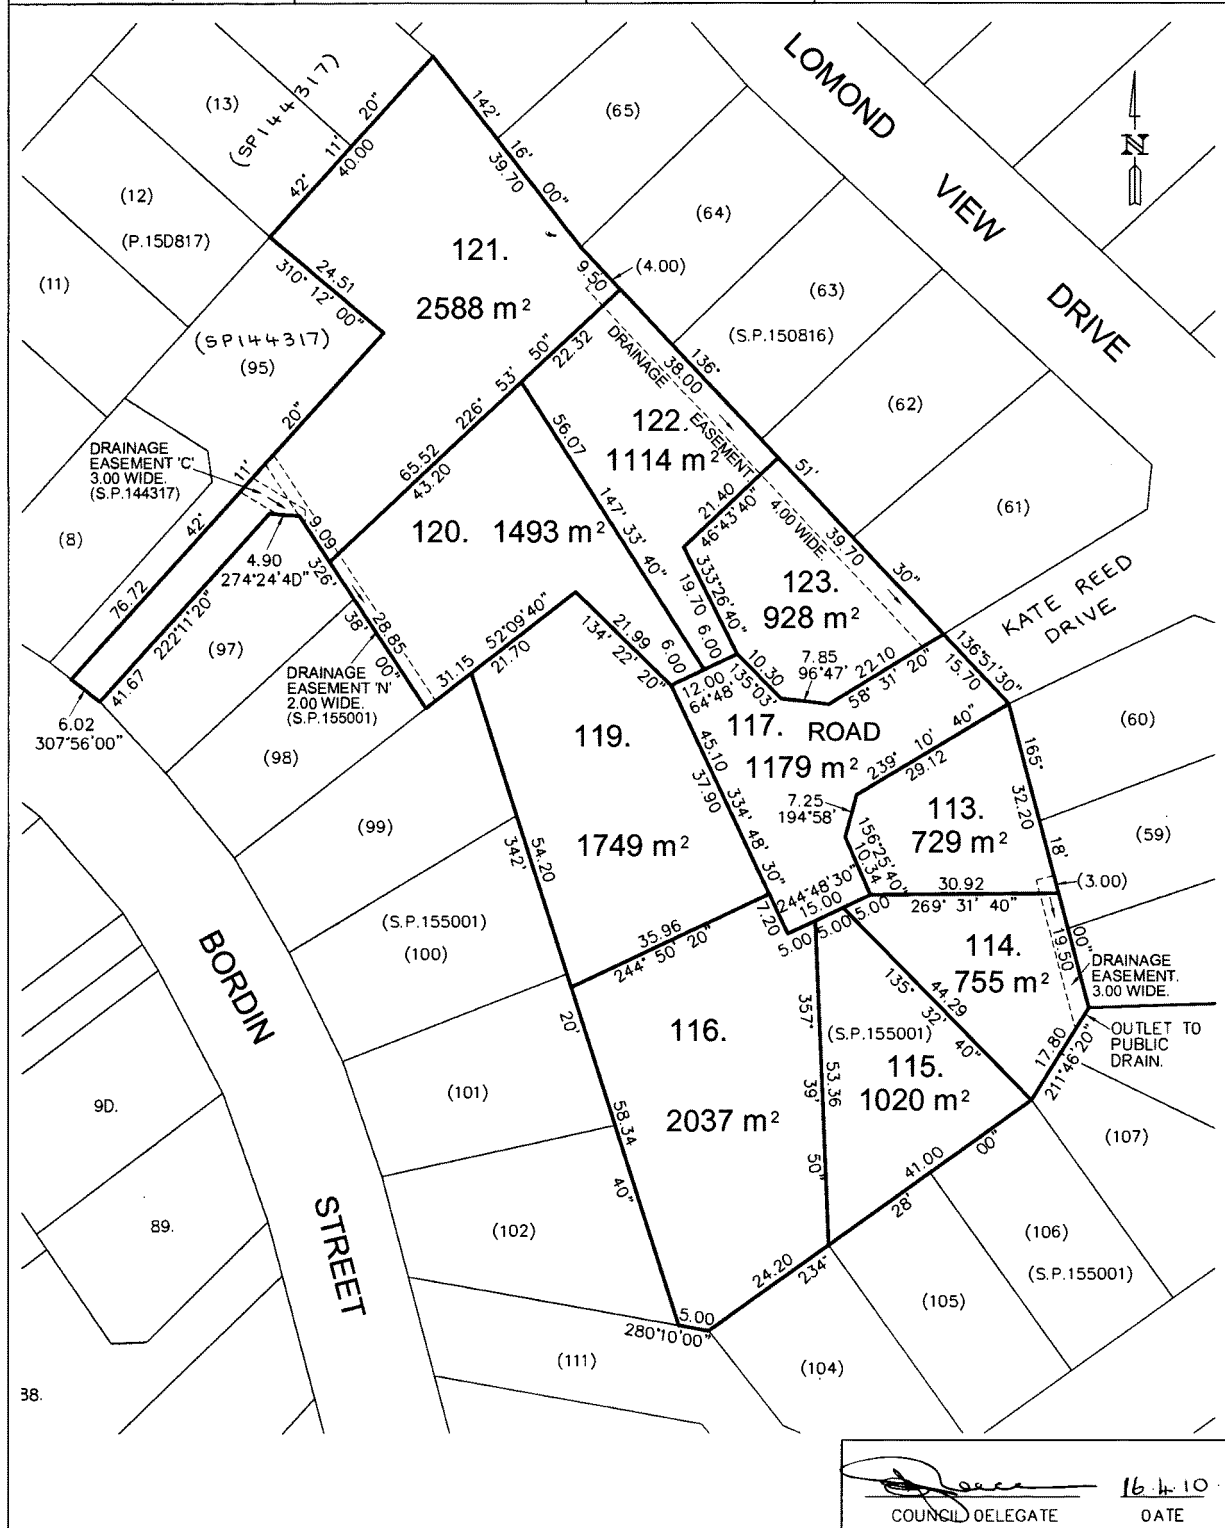 LOMOND
VIEW
DRIVE
N
(13)
(SP144317)
(12)
(P.150817)
(11)
42° 11' 20"
40.00
142° 16' 00"
39.70
(65)
(64)
(63)
(S.P.150816)
(62)
(61)
24.51
310° 12' 00"
121.
2588 m²
9.50
(4.00)
(SP144317)
(95)
226° 53' 50"
22.32
65.52
43.20
DRAINAGE
EASEMENT
4.00 WIDE
136° 51' 30"
38.00
39.70
122.
1114 m²
56.07
147° 33' 40"
21.40
46°43'40"
DRAINAGE
EASEMENT 'C'
3.00 WIDE.
(S.P.144317)
(8)
42° 11' 20"
76.72
9.09
4.90
274°24'40"
222°11'20"
41.67
6.02
307°56'00"
(97)
326° 38' 00"
28.85
DRAINAGE
EASEMENT 'N'
2.00 WIDE.
(S.P.155001)
120. 1493 m²
123.
928 m²
19.70
333°26'40"
6.00
6.00
12.00
64°48'
10.30
135°03'
7.85
96°47'
22.10
58° 31' 20"
KATE REED
DRIVE
136°51'30"
15.70
31.15
52°09'40"
21.70
21.99
134° 22' 20"
(98)
(99)
119.
1749 m²
117. ROAD
1179 m²
45.10
37.90
334° 48' 30"
239° 10' 40"
29.12
7.25
194°58'
156°25'40"
10.34
113.
729 m²
165° 18' 00"
32.20
(60)
(59)
(3.00)
30.92
269° 31' 40"
244°48'30"
15.00
5.00
5.00
5.00
7.20
342° 20' 40"
54.20
(S.P.155001)
(100)
35.96
244° 50' 20"
114.
755 m²
19.50
DRAINAGE
EASEMENT.
3.00 WIDE.
OUTLET TO
PUBLIC
DRAIN.
17.80
211°46'20"
44.29
135° 32' 40"
(S.P.155001)
115.
1020 m²
357° 39' 50"
53.36
116.
2037 m²
58.34
BORDIN
STREET
(101)
(102)
(111)
90.
89.
38.
5.00
280°10'00"
24.20
41.00
234° 28' 00"
(107)
(106)
(S.P.155001)
(105)
(104)
16.4.10
COUNCIL DELEGATE
DATE